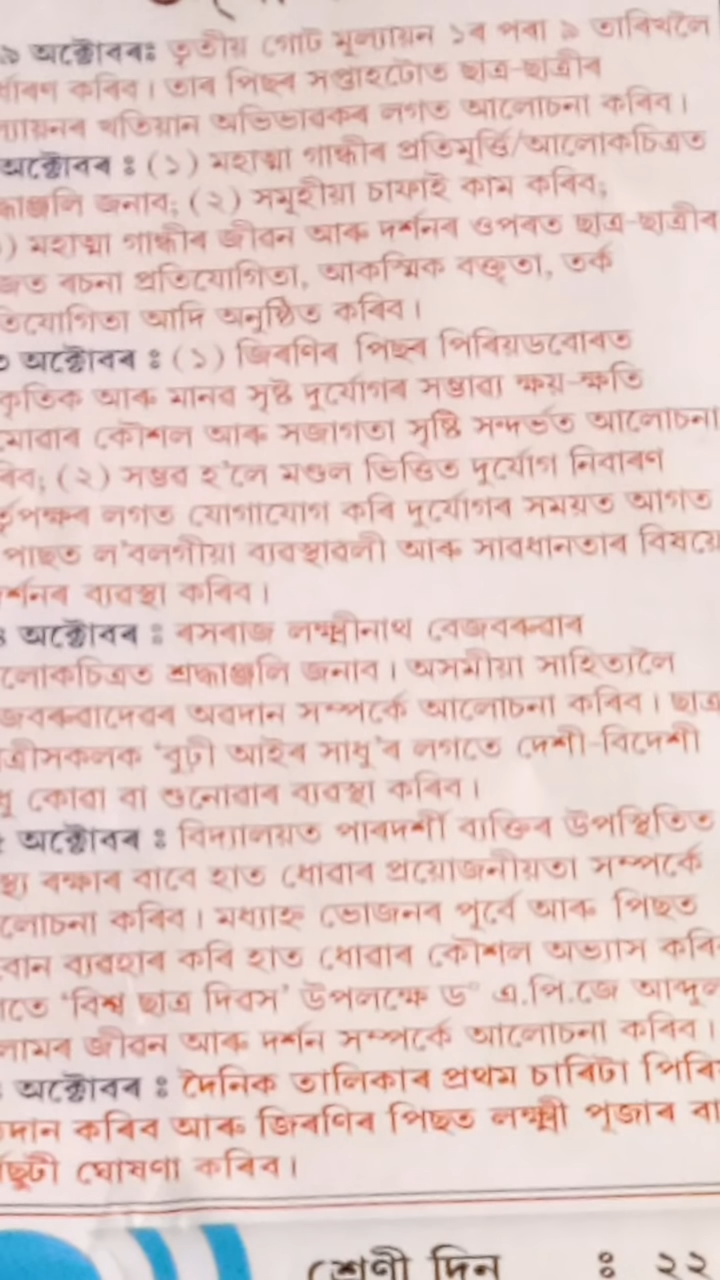 ৯ অক্টোবৰঃ তৃতীয় গোট মূল্যায়ন ১ৰ পৰা ৯ তাৰিখলৈ
ৰ্ধাৰণ কৰিব। তাৰ পিছৰ সপ্তাহটোত ছাত্ৰ-ছাত্ৰীৰ
্যায়নৰ খতিয়ান অভিভাৱকৰ লগত আলোচনা কৰিব।
অক্টোবৰ : (১) মহাত্মা গান্ধীৰ প্ৰতিমূৰ্ত্তি/আলোকচিত্ৰত
দ্ধাঞ্জলি জনাব; (২) সমূহীয়া চাফাই কাম কৰিব;
) মহাত্মা গান্ধীৰ জীৱন আৰু দৰ্শনৰ ওপৰত ছাত্ৰ-ছাত্ৰীৰ
জত ৰচনা প্ৰতিযোগিতা, আকস্মিক বক্তৃতা, তৰ্ক
তিযোগিতা আদি অনুষ্ঠিত কৰিব।
অক্টোবৰ : (১) জিৰণিৰ পিছৰ পিৰিয়ডবোৰত
কৃতিক আৰু মানৱ সৃষ্ট দুৰ্যোগৰ সম্ভাব্য ক্ষয়-ক্ষতি
মোৱাৰ কৌশল আৰু সজাগতা সৃষ্টি সন্দৰ্ভত আলোচনা
ৰিব; (২) সম্ভৱ হ'লে মণ্ডল ভিত্তিত দুৰ্যোগ নিবাৰণ
ৰ্তৃপক্ষৰ লগত যোগাযোগ কৰি দুৰ্যোগৰ সময়ত আগত
পাছত ল'বলগীয়া ব্যৱস্থাৱলী আৰু সাৱধানতাৰ বিষয়ে
ৰ্শনৰ ব্যৱস্থা কৰিব।
অক্টোবৰ : ৰসৰাজ লক্ষ্মীনাথ বেজবৰুৱাৰ
লোকচিত্ৰত শ্ৰদ্ধাঞ্জলি জনাব। অসমীয়া সাহিত্যলৈ
জবৰুৱাদেৱৰ অৱদান সম্পৰ্কে আলোচনা কৰিব। ছাত্ৰ
ত্ৰীসকলক 'বুঢ়ী আইৰ সাধু'ৰ লগতে দেশী-বিদেশী
ধু কোৱা বা শুনোৱাৰ ব্যৱস্থা কৰিব।
অক্টোবৰ : বিদ্যালয়ত পাৰদৰ্শী ব্যক্তিৰ উপস্থিতিত
স্থ্য ৰক্ষাৰ বাবে হাত ধোৱাৰ প্ৰয়োজনীয়তা সম্পৰ্কে
লোচনা কৰিব। মধ্যাহ্ন ভোজনৰ পূৰ্বে আৰু পিছত
বোন ব্যৱহাৰ কৰি হাত ধোৱাৰ কৌশল অভ্যাস কৰি
গতে 'বিশ্ব ছাত্ৰ দিৱস' উপলক্ষে ড° এ.পি.জে আব্দুল
লামৰ জীৱন আৰু দৰ্শন সম্পৰ্কে আলোচনা কৰিব।
অক্টোবৰ : দৈনিক তালিকাৰ প্ৰথম চাৰিটা পিৰি
দান কৰিব আৰু জিৰণিৰ পিছত লক্ষ্মী পূজাৰ বা
ছুটী ঘোষণা কৰিব।
শ্ৰেণী দিন : ২২